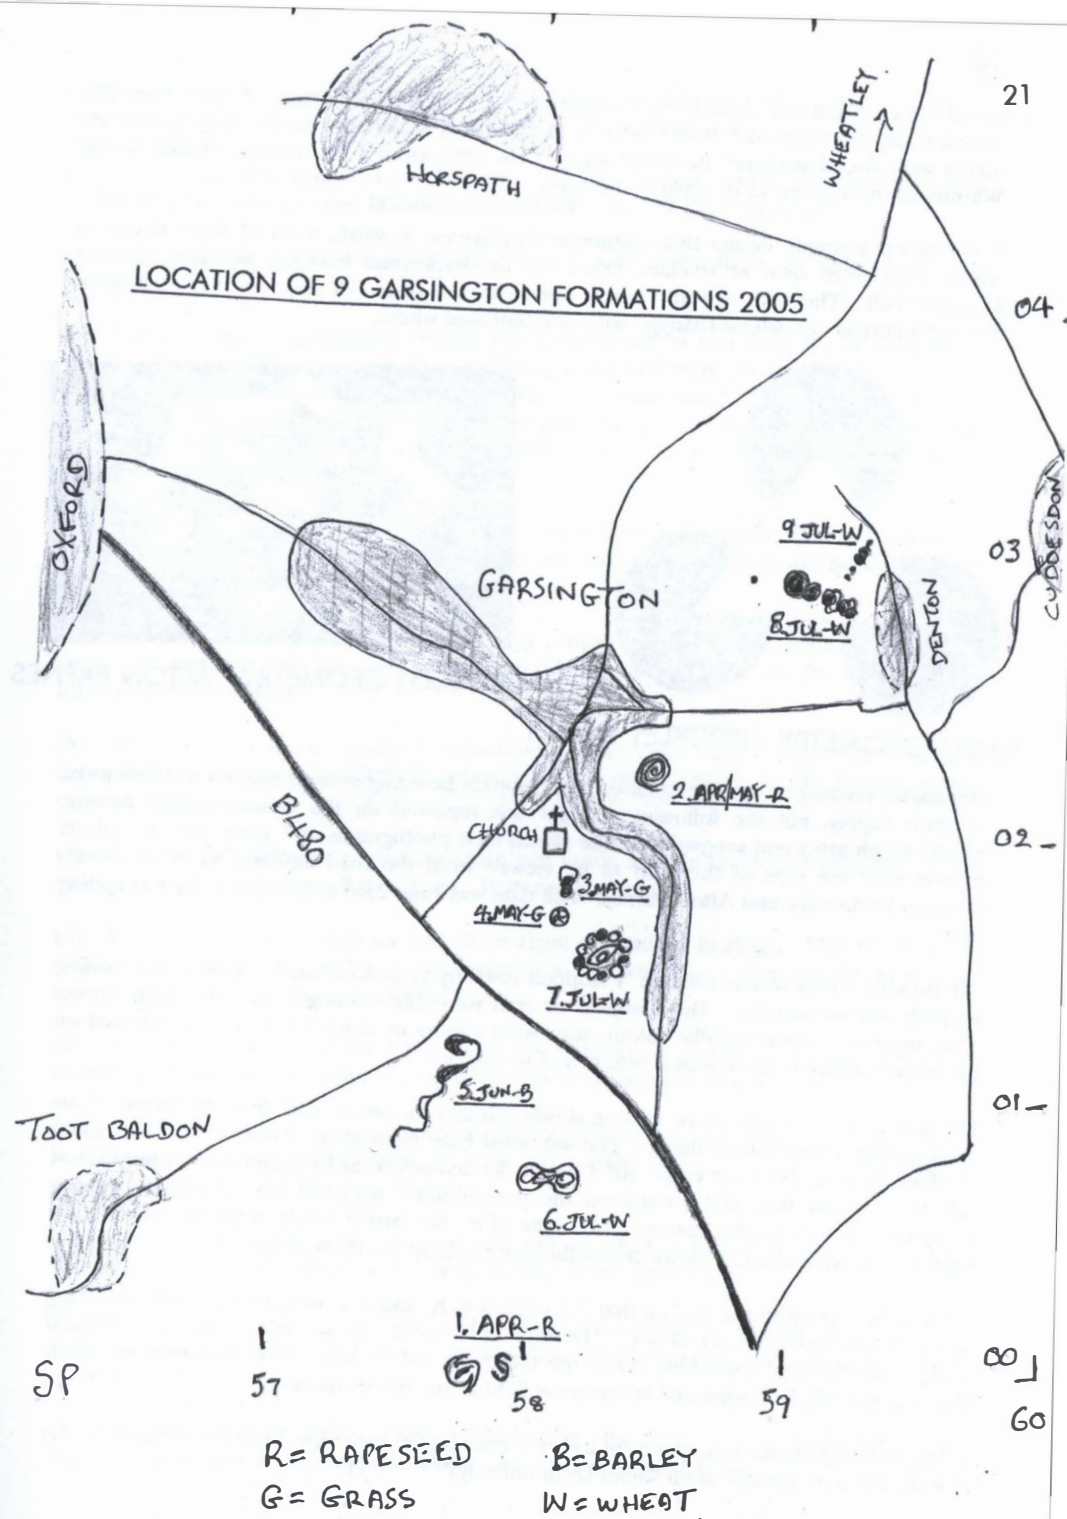 21
WHEATLEY →
HORSPATH
LOCATION OF 9 GARSINGTON FORMATIONS 2005
04
OXFORD
CUDDESDON
03
9 JUL-W
GARSINGTON
8. JUL-W
DENTON
2. APR/MAY-R
B480
CHURCH
02
3. MAY-G
4. MAY-G
7. JUL-W
5. JUN-B
01
TOOT BALDON
6. JUL-W
1. APR-R
S
00
SP
57
58
59
60
R = RAPESEED
B = BARLEY
G = GRASS
W = WHEAT